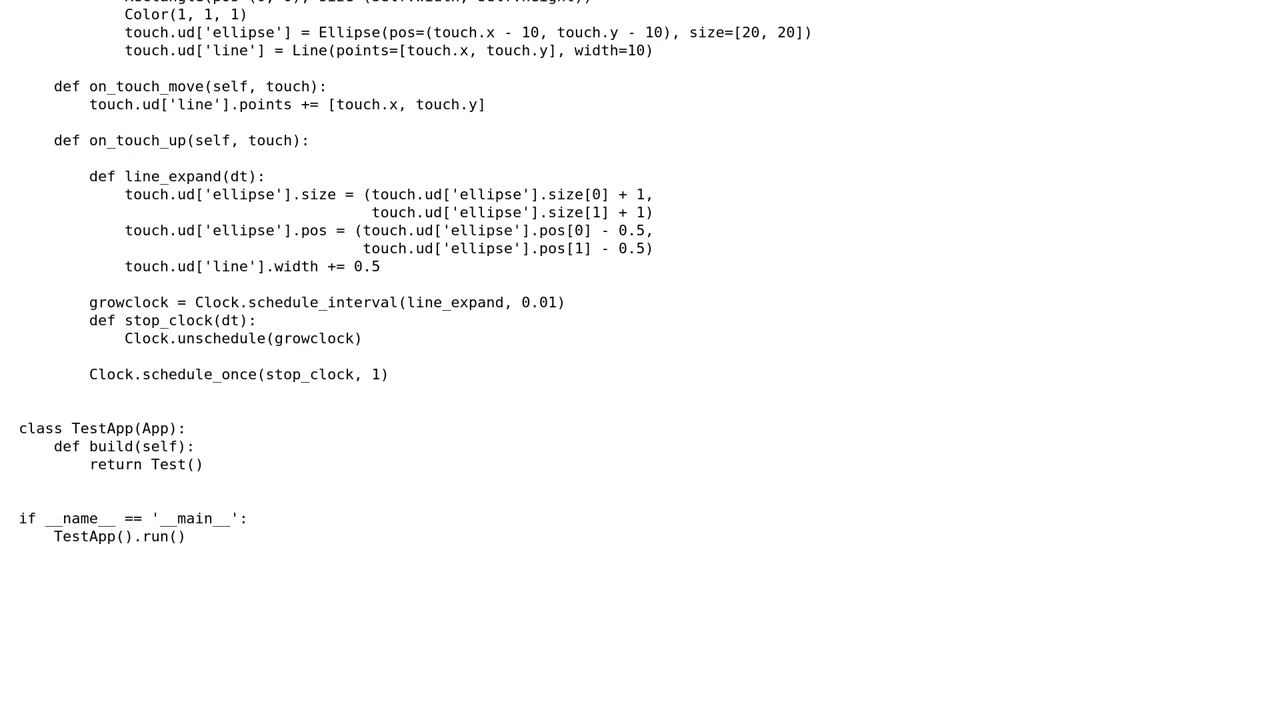 Color(1, 1, 1)
touch.ud['ellipse'] = Ellipse(pos=(touch.x - 10, touch.y - 10), size=[20, 20])
touch.ud['line'] = Line(points=[touch.x, touch.y], width=10)
def on_touch_move(self, touch):
touch.ud['line'].points += [touch.x, touch.y]
def on_touch_up(self, touch):
def line_expand(dt):
touch.ud['ellipse'].size = (touch.ud['ellipse'].size[0] + 1,
touch.ud['ellipse'].size[1] + 1)
touch.ud['ellipse'].pos = (touch.ud['ellipse'].pos[0] - 0.5,
touch.ud['ellipse'].pos[1] - 0.5)
touch.ud['line'].width += 0.5
growclock = Clock.schedule_interval(line_expand, 0.01)
def stop_clock(dt):
Clock.unschedule(growclock)
Clock.schedule_once(stop_clock, 1)
class TestApp(App):
def build(self):
return Test()
if __name__ == '__main__':
TestApp().run()